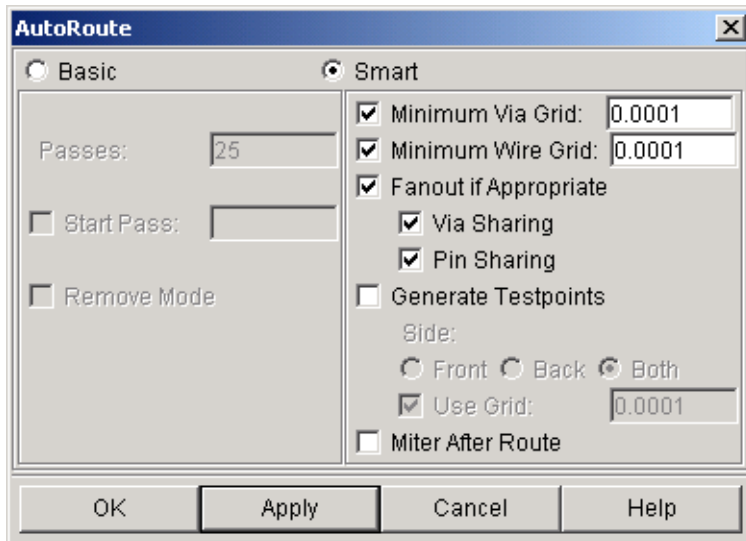 AutoRoute
Basic
Smart
Passes: 25
Start Pass:
Remove Mode
Minimum Via Grid: 0.0001
Minimum Wire Grid: 0.0001
Fanout if Appropriate
Via Sharing
Pin Sharing
Generate Testpoints
Side:
Front Back Both
Use Grid: 0.0001
Miter After Route
OK Apply Cancel Help